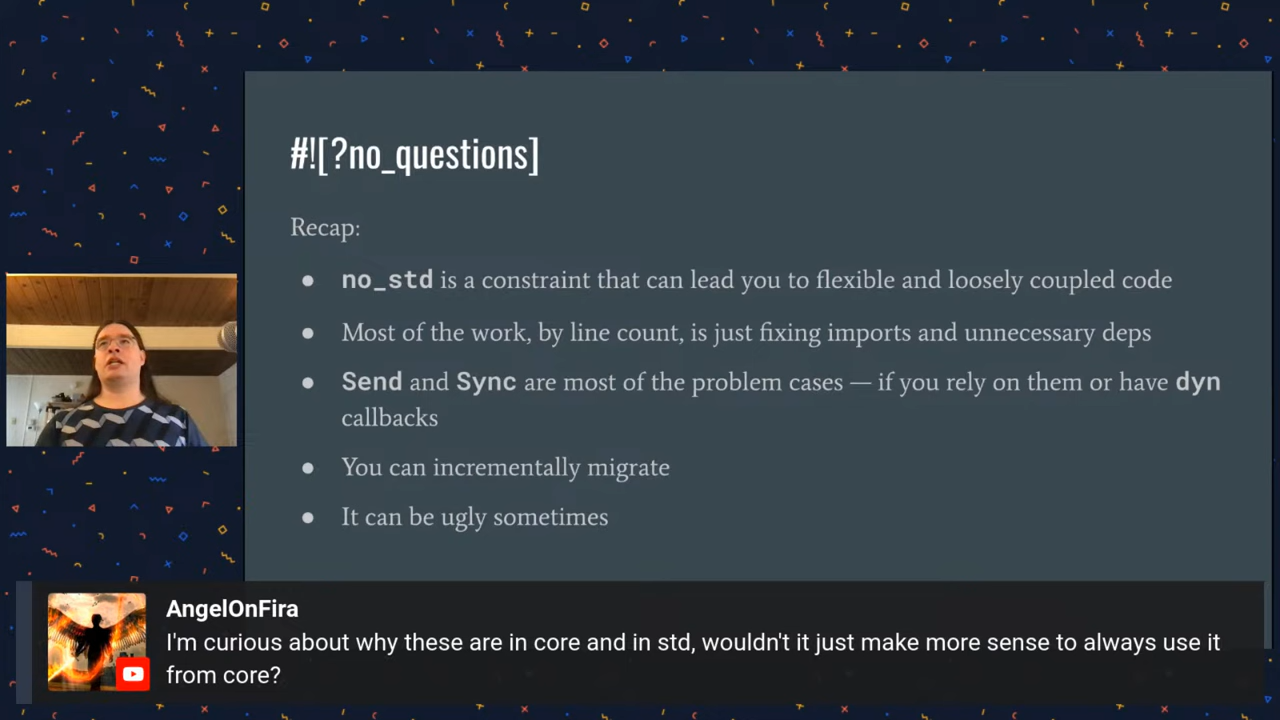 #![?no_questions]
Recap:
● no_std is a constraint that can lead you to flexible and loosely coupled code
● Most of the work, by line count, is just fixing imports and unnecessary deps
● Send and Sync are most of the problem cases — if you rely on them or have dyn
callbacks
● You can incrementally migrate
● It can be ugly sometimes
AngelOnFira
I'm curious about why these are in core and in std, wouldn't it just make more sense to always use it
from core?